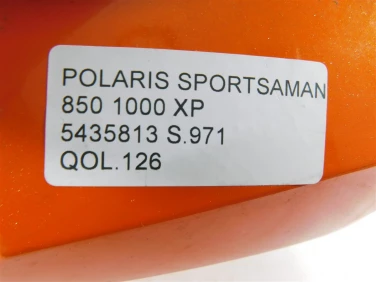 POLARIS SPORTSAMAN
850 1000 XP
5435813 S.971
QOL.126